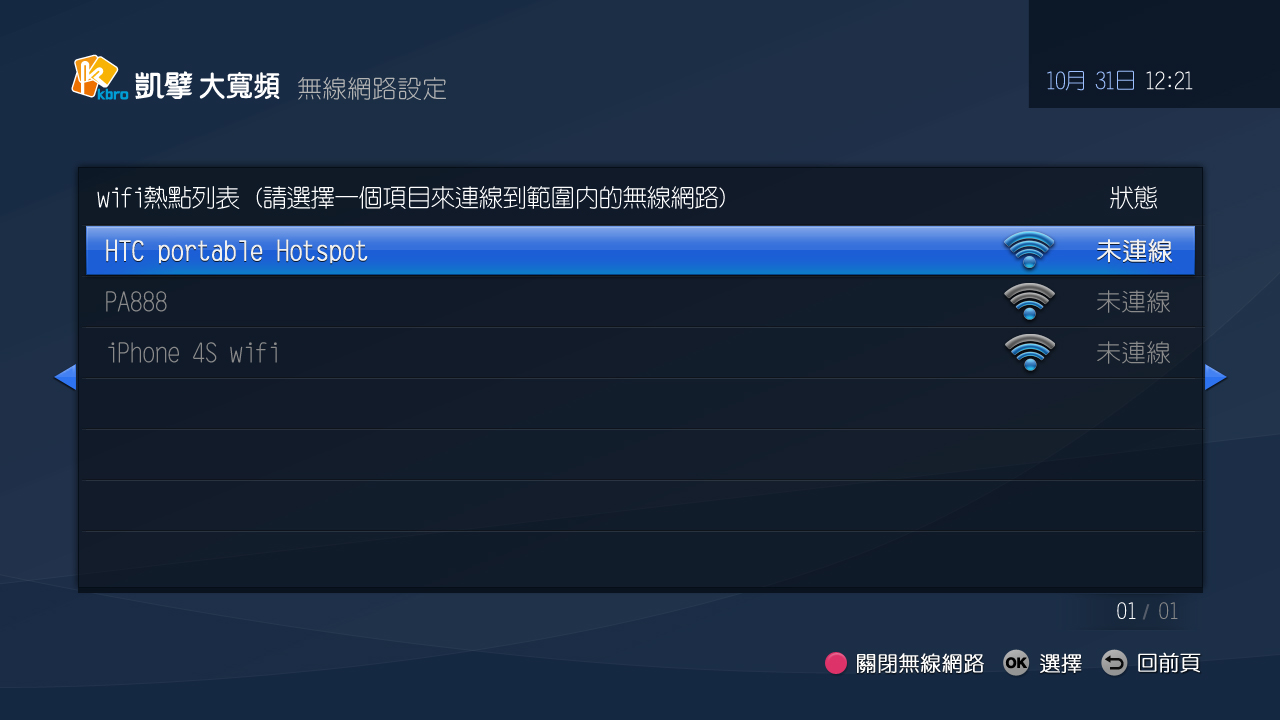 kbro 凱擘 大寬頻 無線網路設定
10月 31日 12:21
wifi熱點列表 (請選擇一個項目來連線到範圍內的無線網路) 狀態
HTC portable Hotspot 未連線
PA888 未連線
iPhone 4S wifi 未連線
01 / 01
關閉無線網路 OK 選擇 回前頁